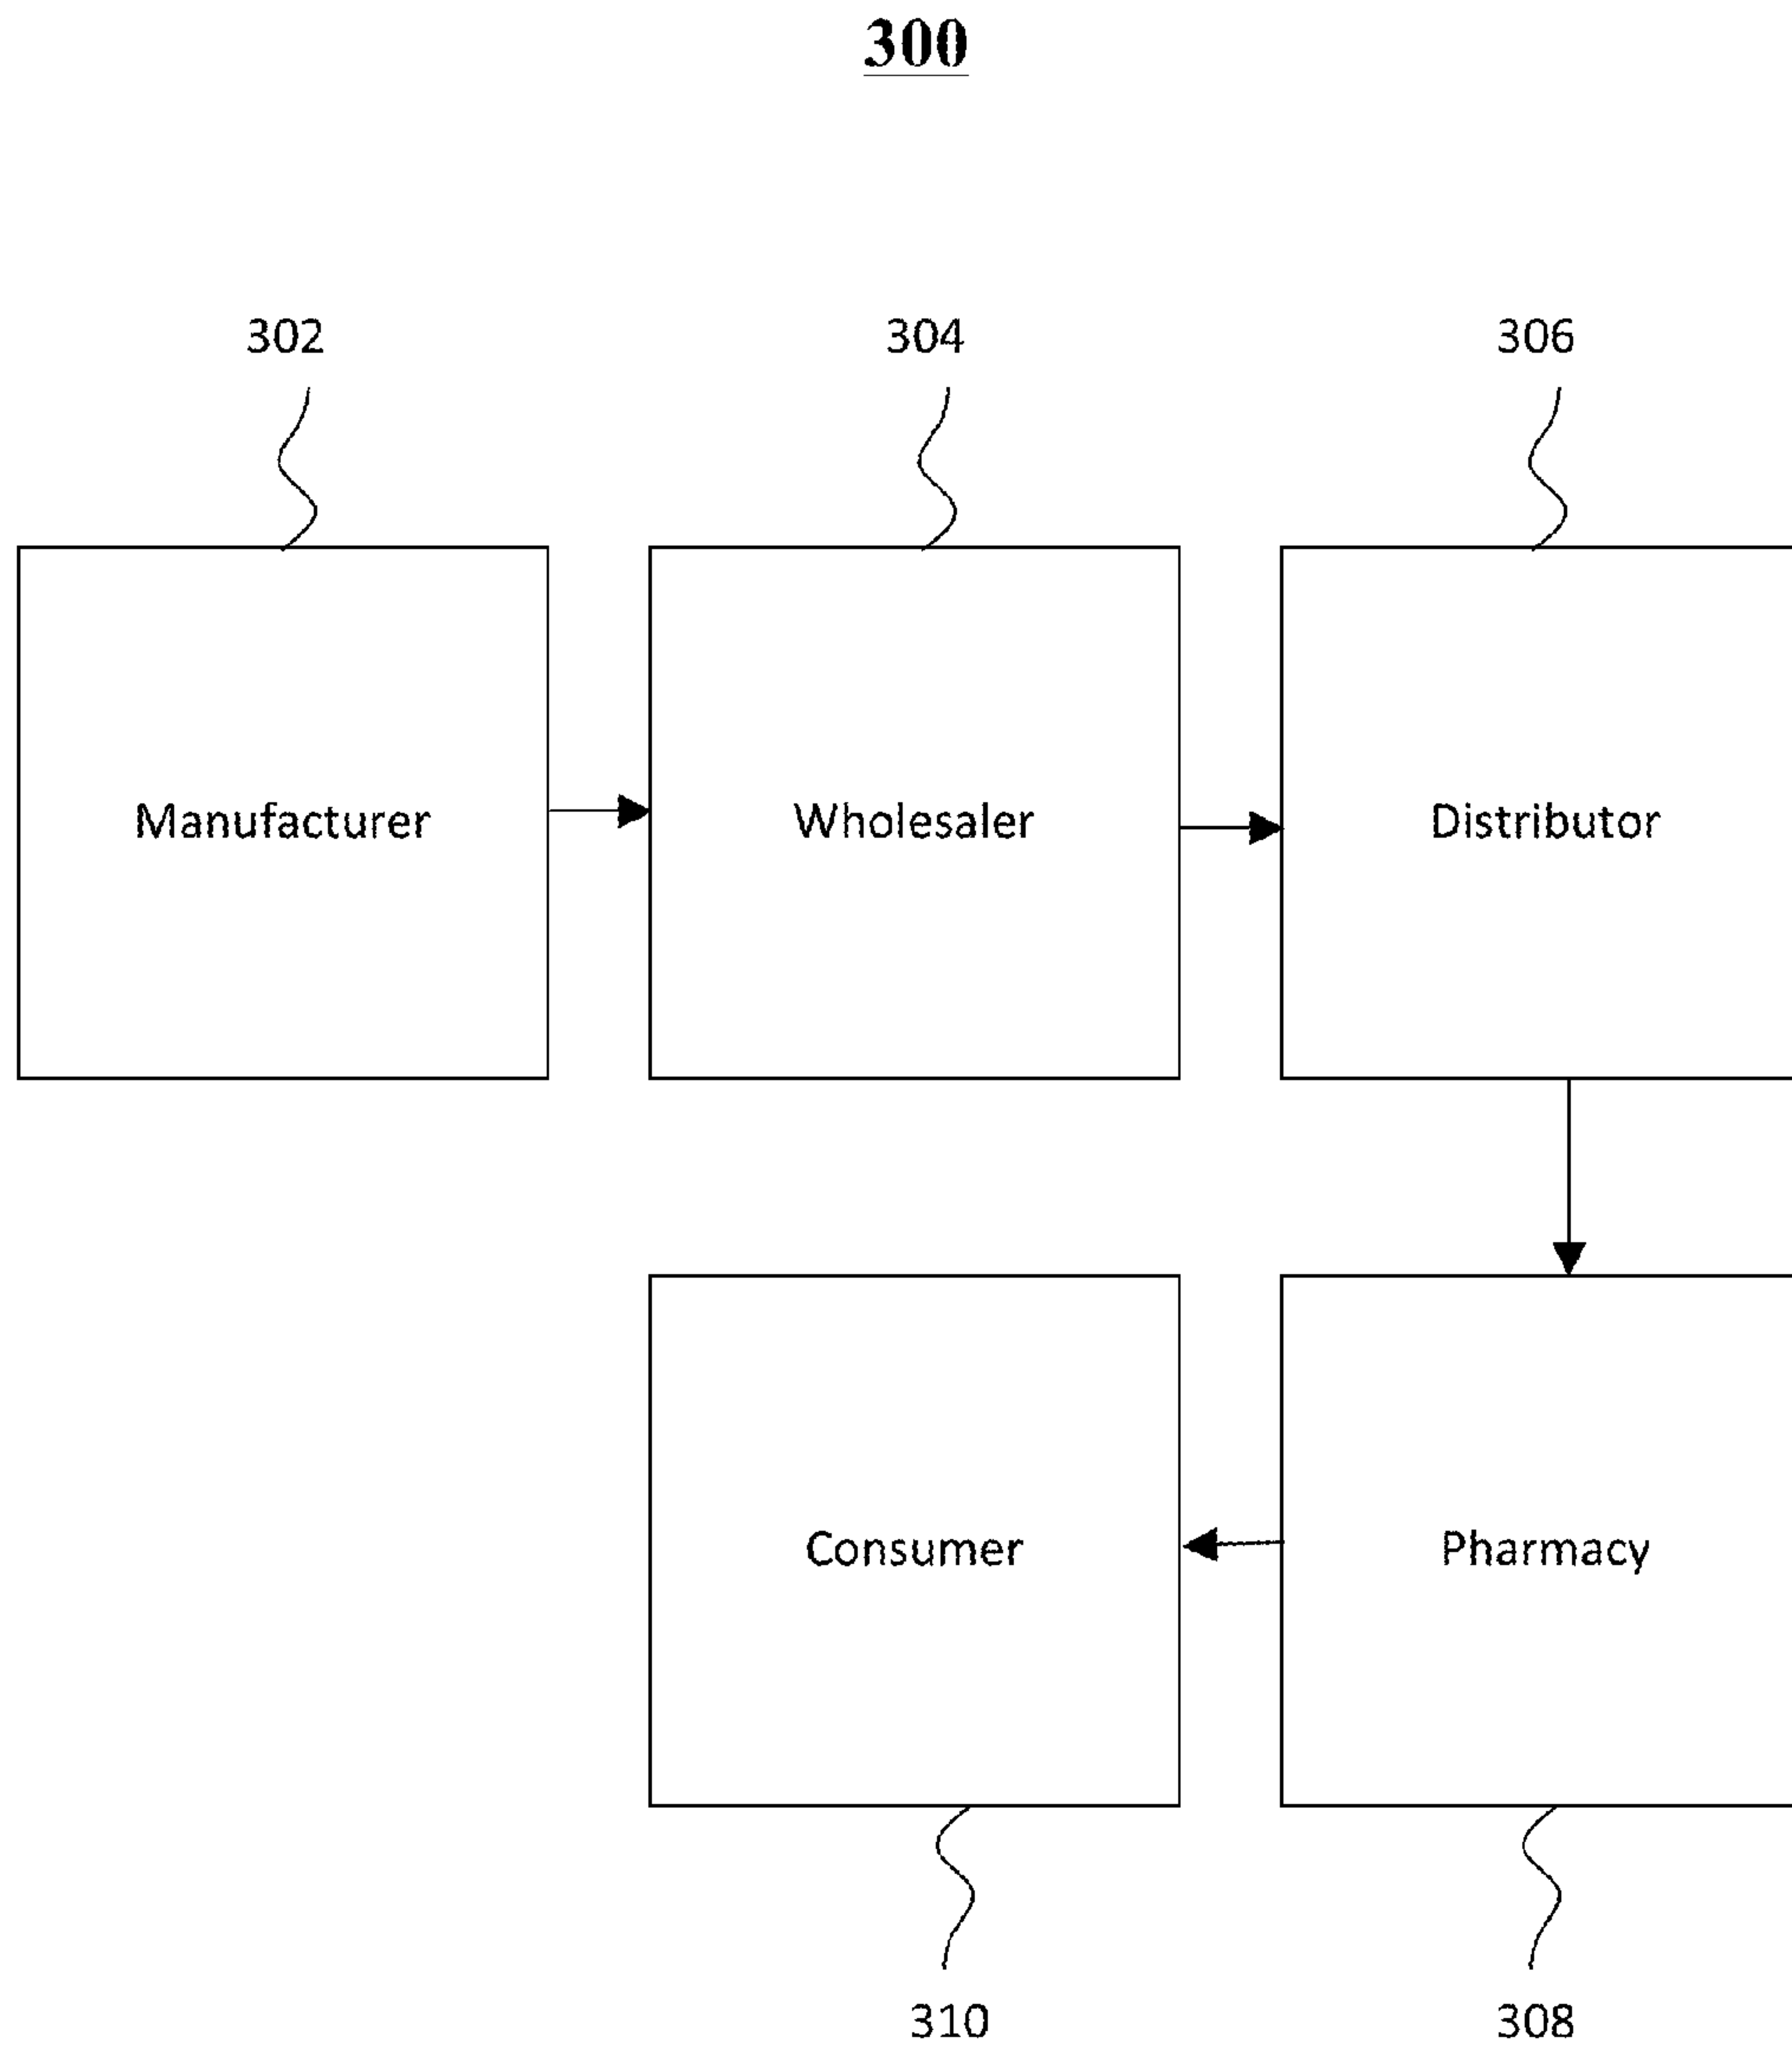 300
302
304
306
Manufacturer
Wholesaler
Distributor
Consumer
Pharmacy
310
308